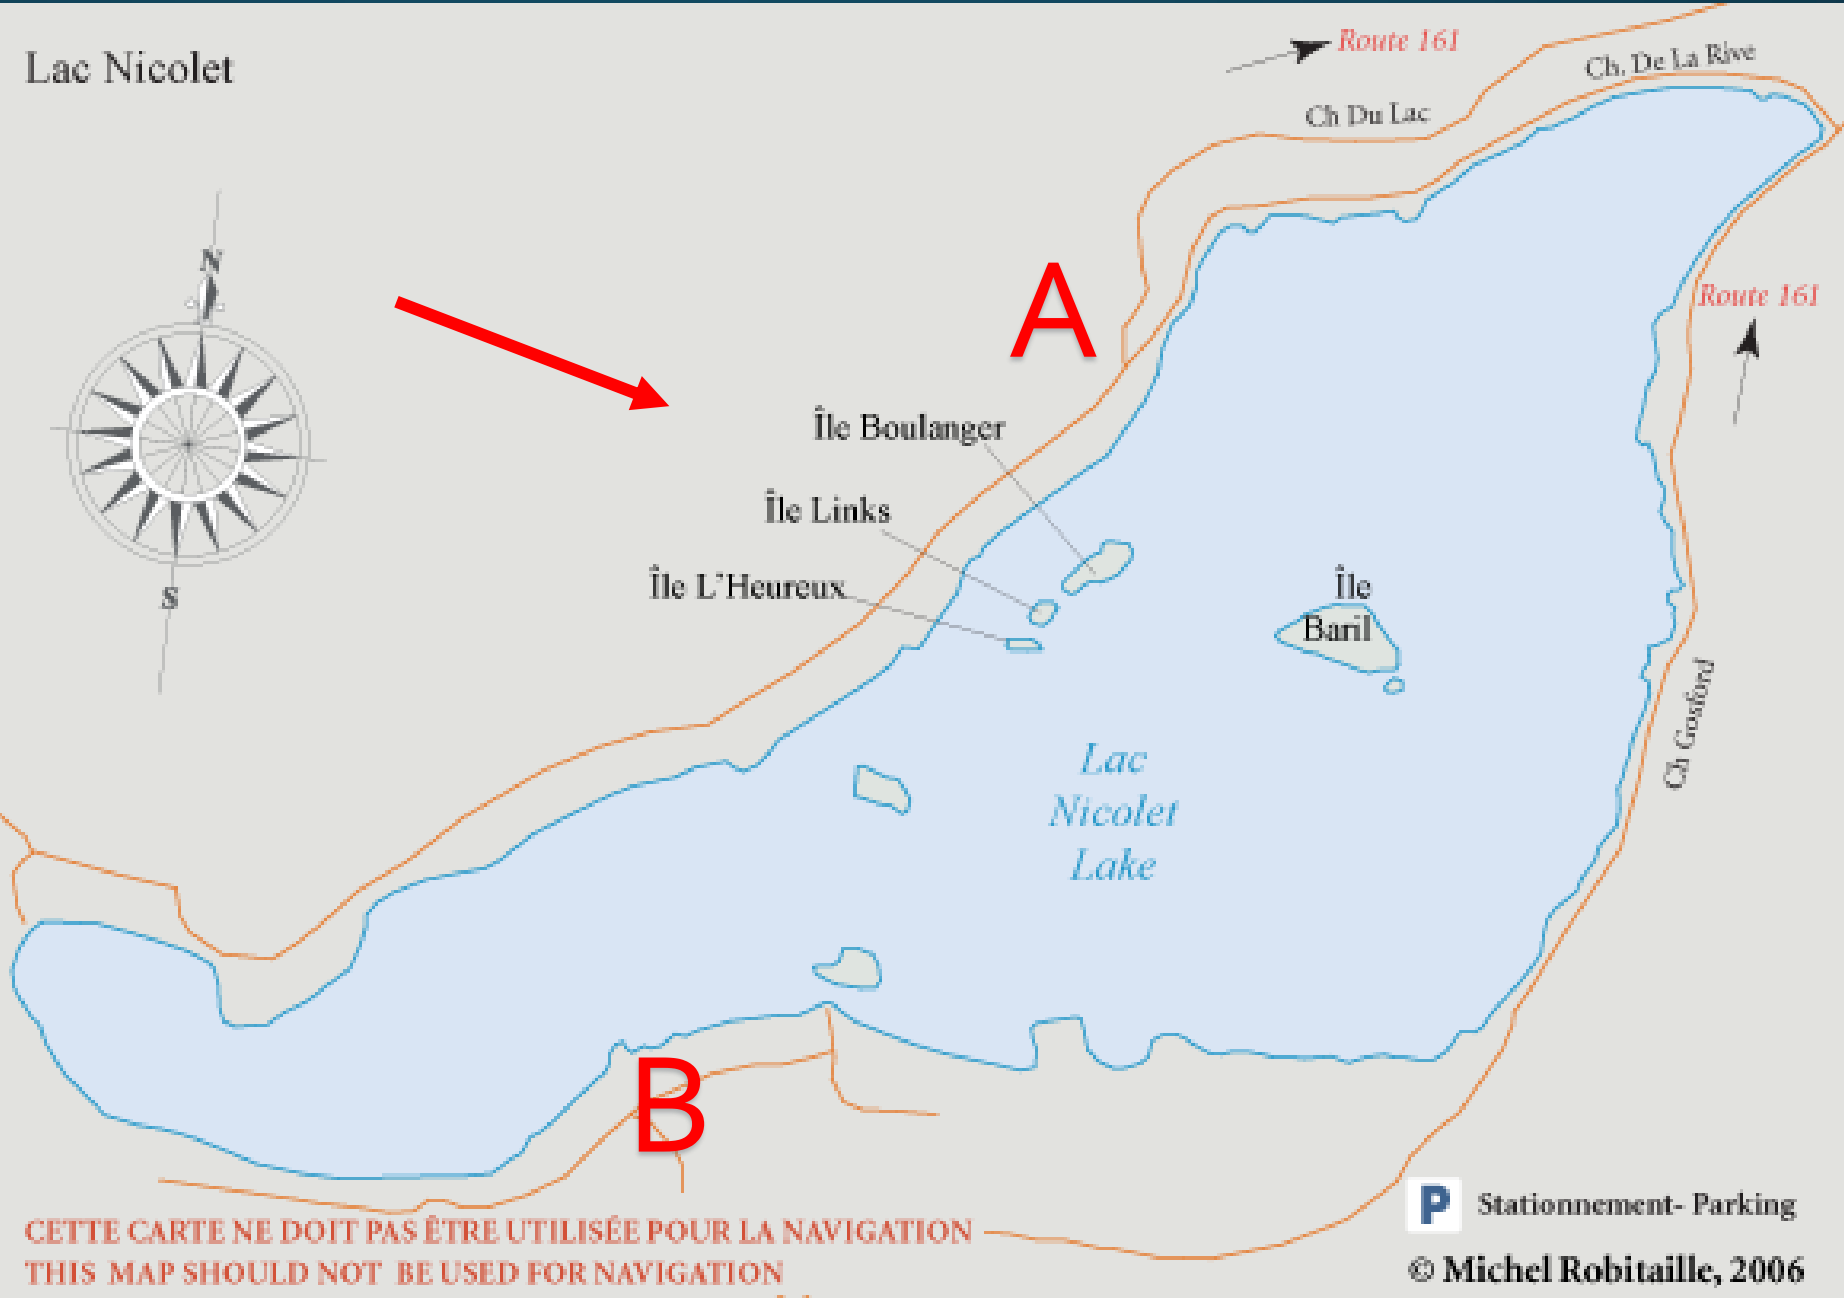 Lac Nicolet
Route 161
Ch. De La Rive
Ch Du Lac
N
A
Route 161
Île Boulanger
Île Links
Île L'Heureux
Île
Baril
S
Ch Gosford
Lac
Nicolet
Lake
B
P Stationnement- Parking
CETTE CARTE NE DOIT PAS ÊTRE UTILISÉE POUR LA NAVIGATION
THIS MAP SHOULD NOT BE USED FOR NAVIGATION
© Michel Robitaille, 2006